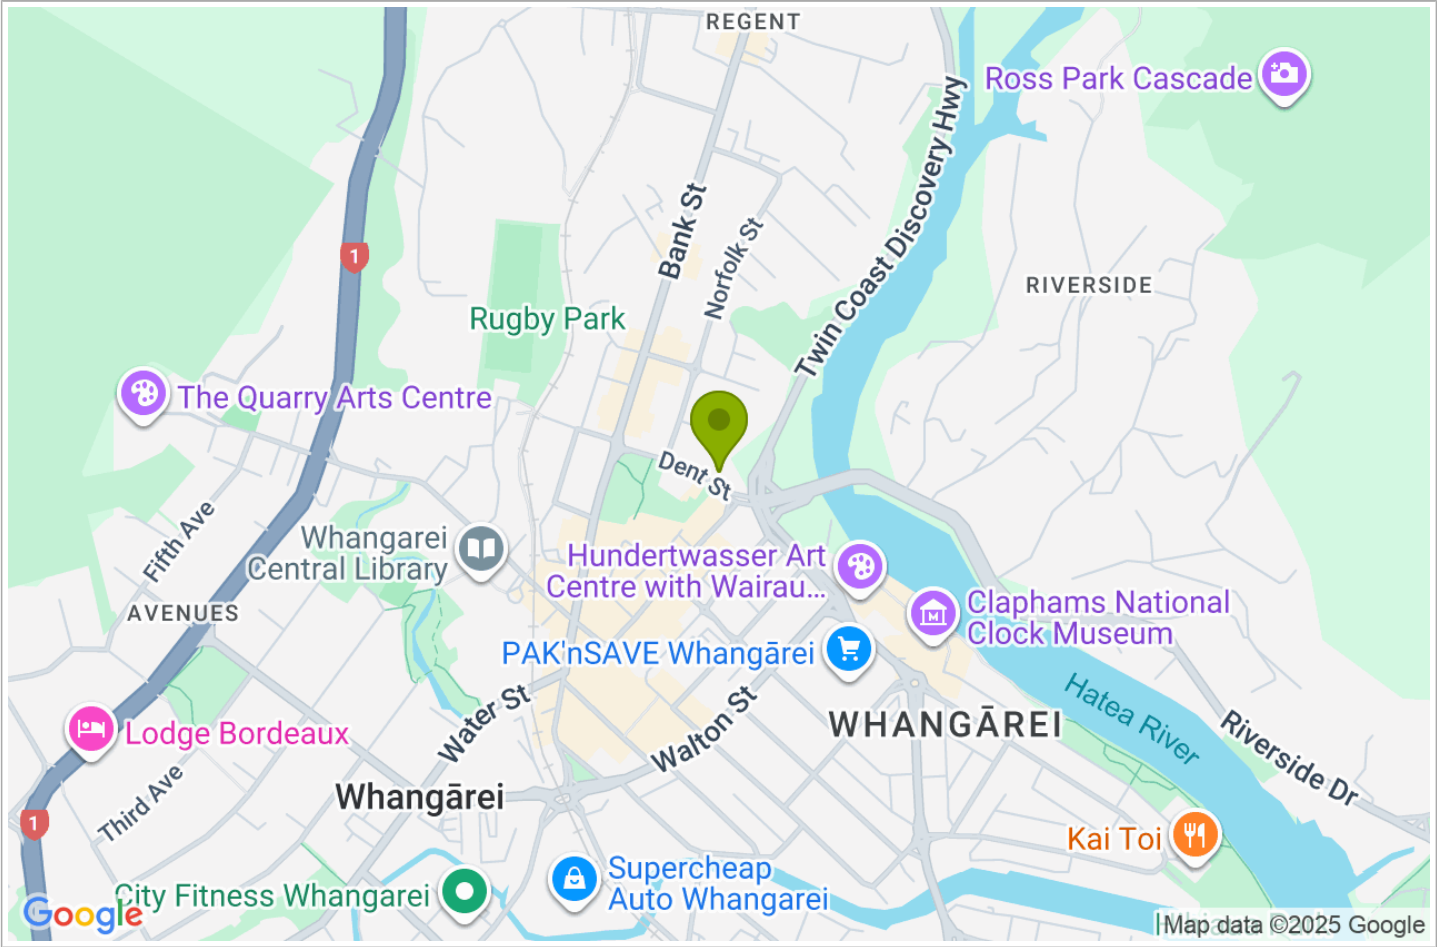 REGENT
Ross Park Cascade
Twin Coast Discovery Hwy
Bank St
Norfolk St
1
RIVERSIDE
Rugby Park
The Quarry Arts Centre
Dent St
Fifth Ave
Whangarei
Central Library
Hundertwasser Art
Centre with Wairau...
AVENUES
Claphams National
Clock Museum
PAK'nSAVE Whangārei
Hatea River
Water St
Walton St
WHANGĀREI
Riverside Dr
Lodge Bordeaux
Third Ave
Whangārei
1
Kai Toi
Supercheap
Auto Whangarei
City Fitness Whangarei
Google
Map data ©2025 Google